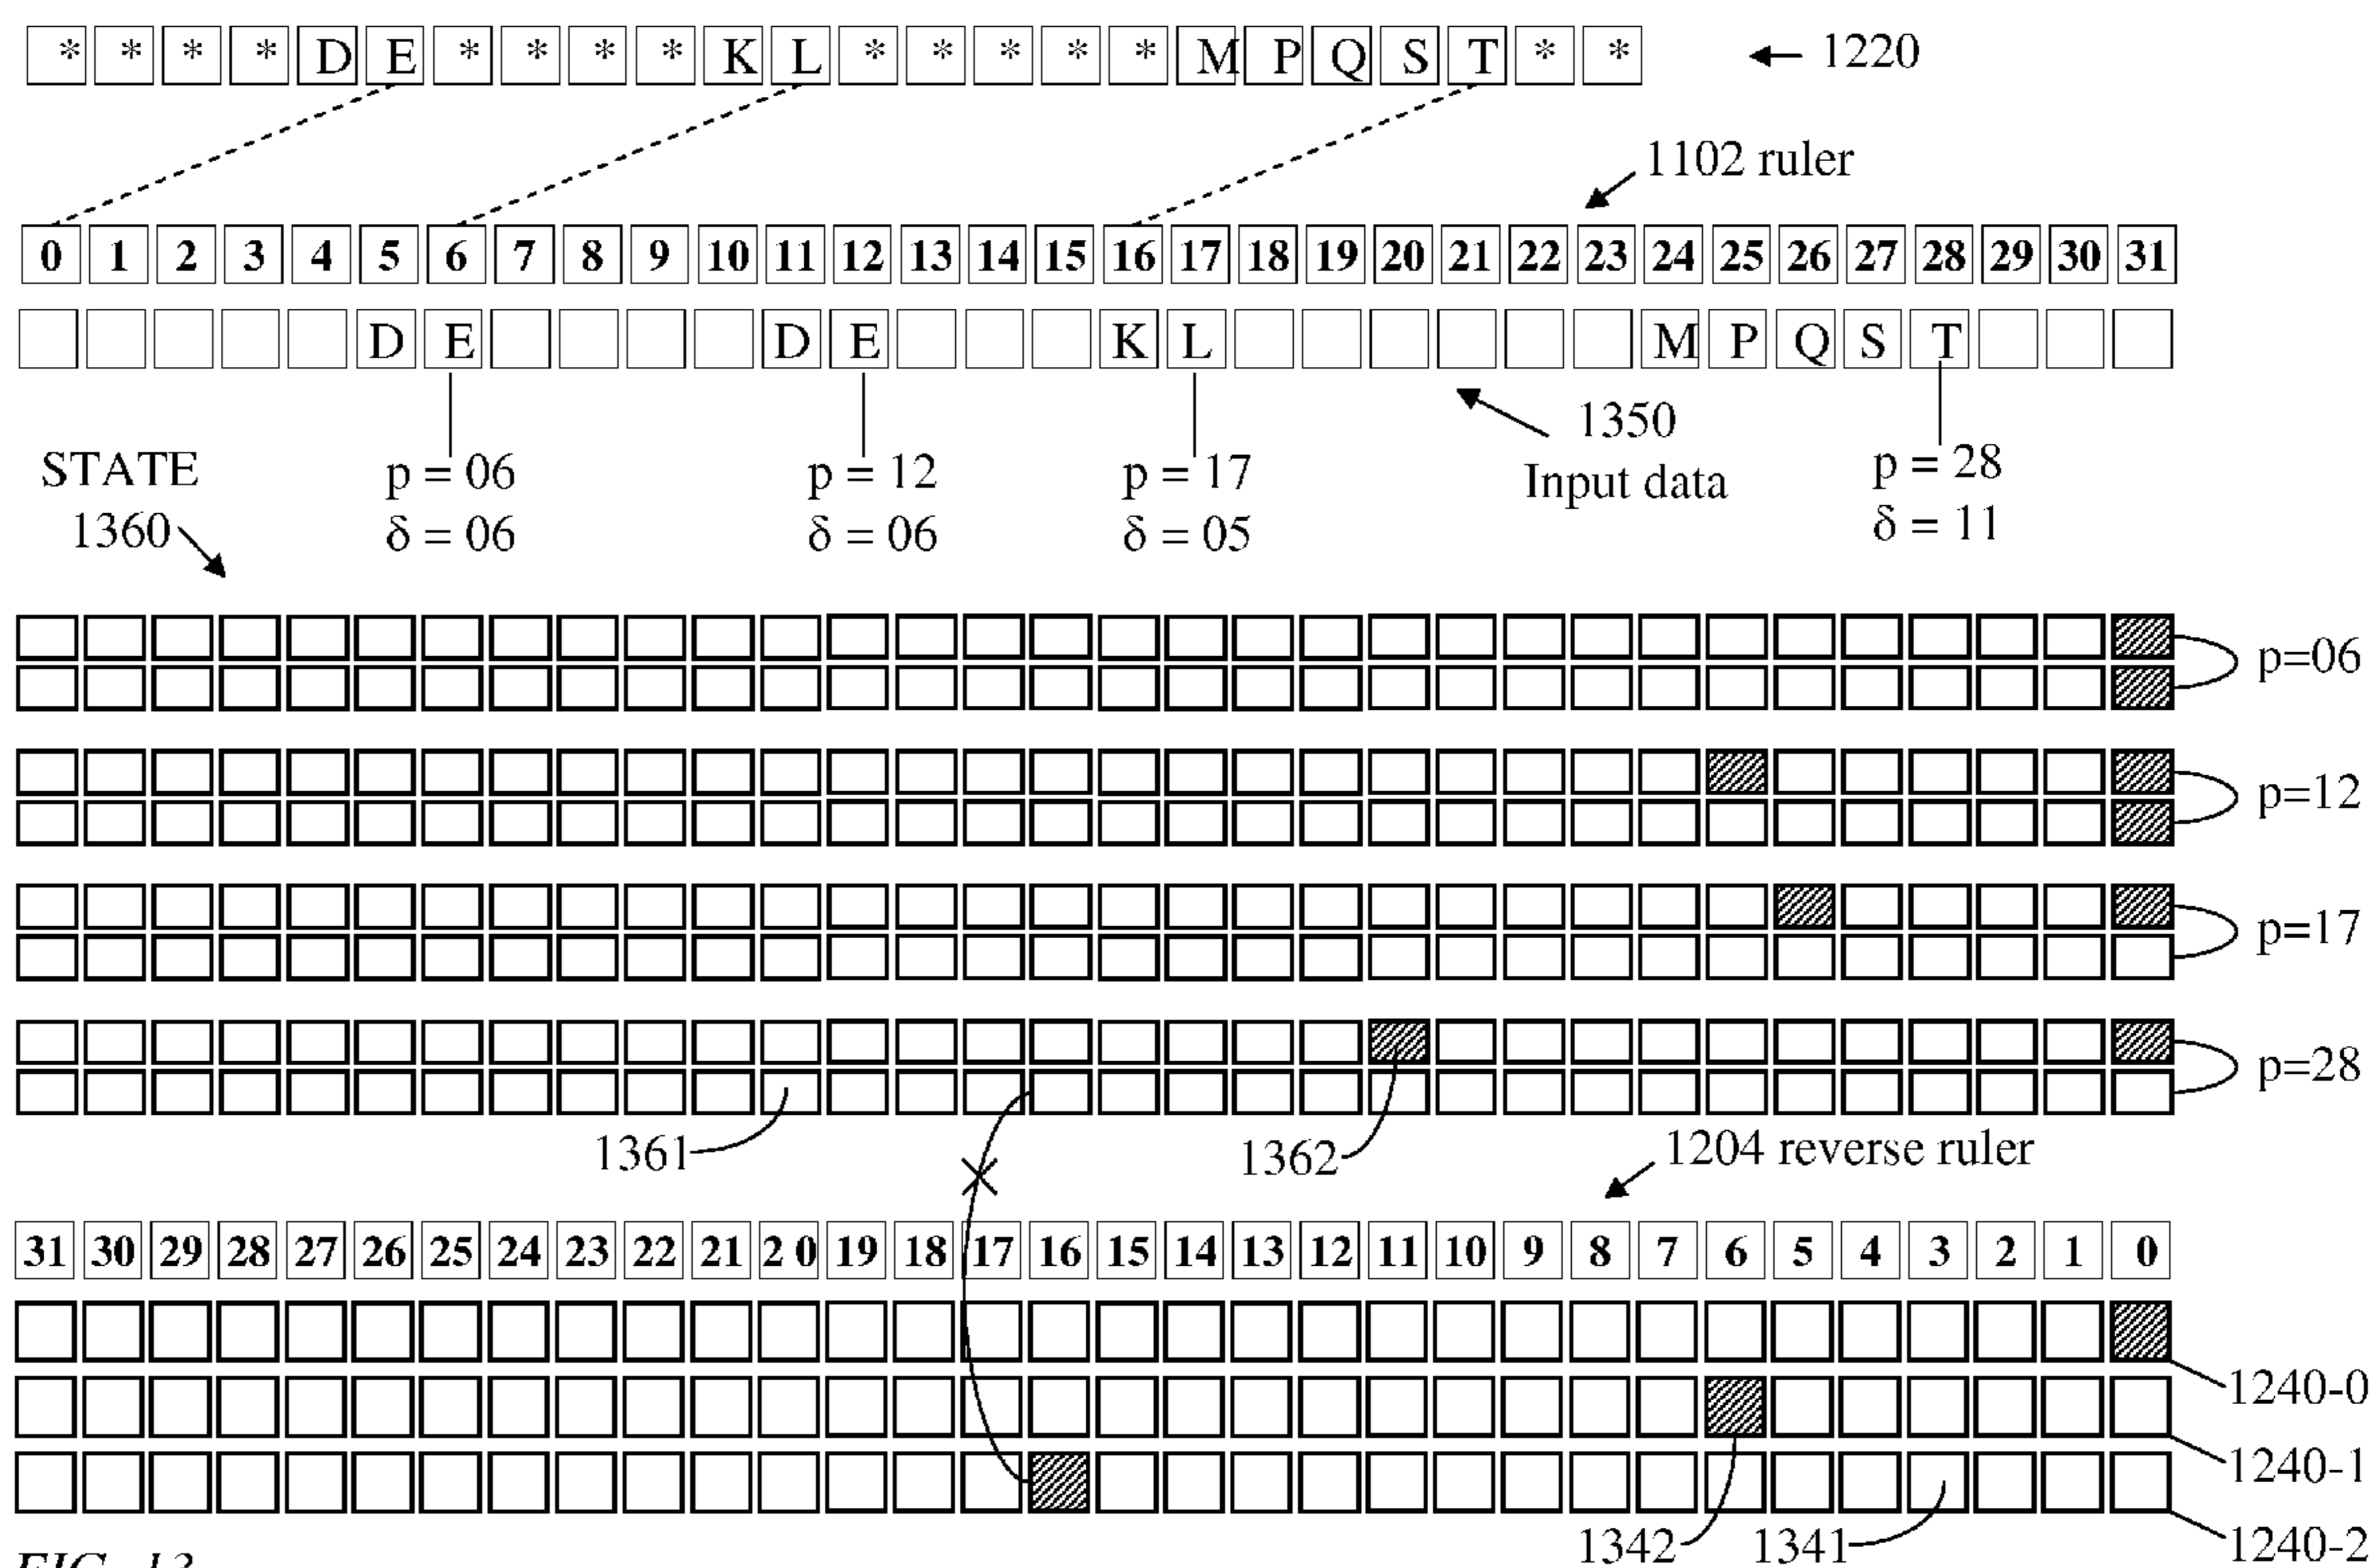 * * * * D E * * * * K L * * * * * M P Q S T * * 1220
1102 ruler
0 1 2 3 4 5 6 7 8 9 10 11 12 13 14 15 16 17 18 19 20 21 22 23 24 25 26 27 28 29 30 31
D E D E K L M P Q S T
1350
Input data
STATE
1360
p = 06
δ = 06
p = 12
δ = 06
p = 17
δ = 05
p = 28
δ = 11
p=06
p=12
p=17
p=28
1361
1362
1204 reverse ruler
31 30 29 28 27 26 25 24 23 22 21 2 0 19 18 17 16 15 14 13 12 11 10 9 8 7 6 5 4 3 2 1 0
1240-0
1240-1
1342 1341 1240-2
FIG. 13